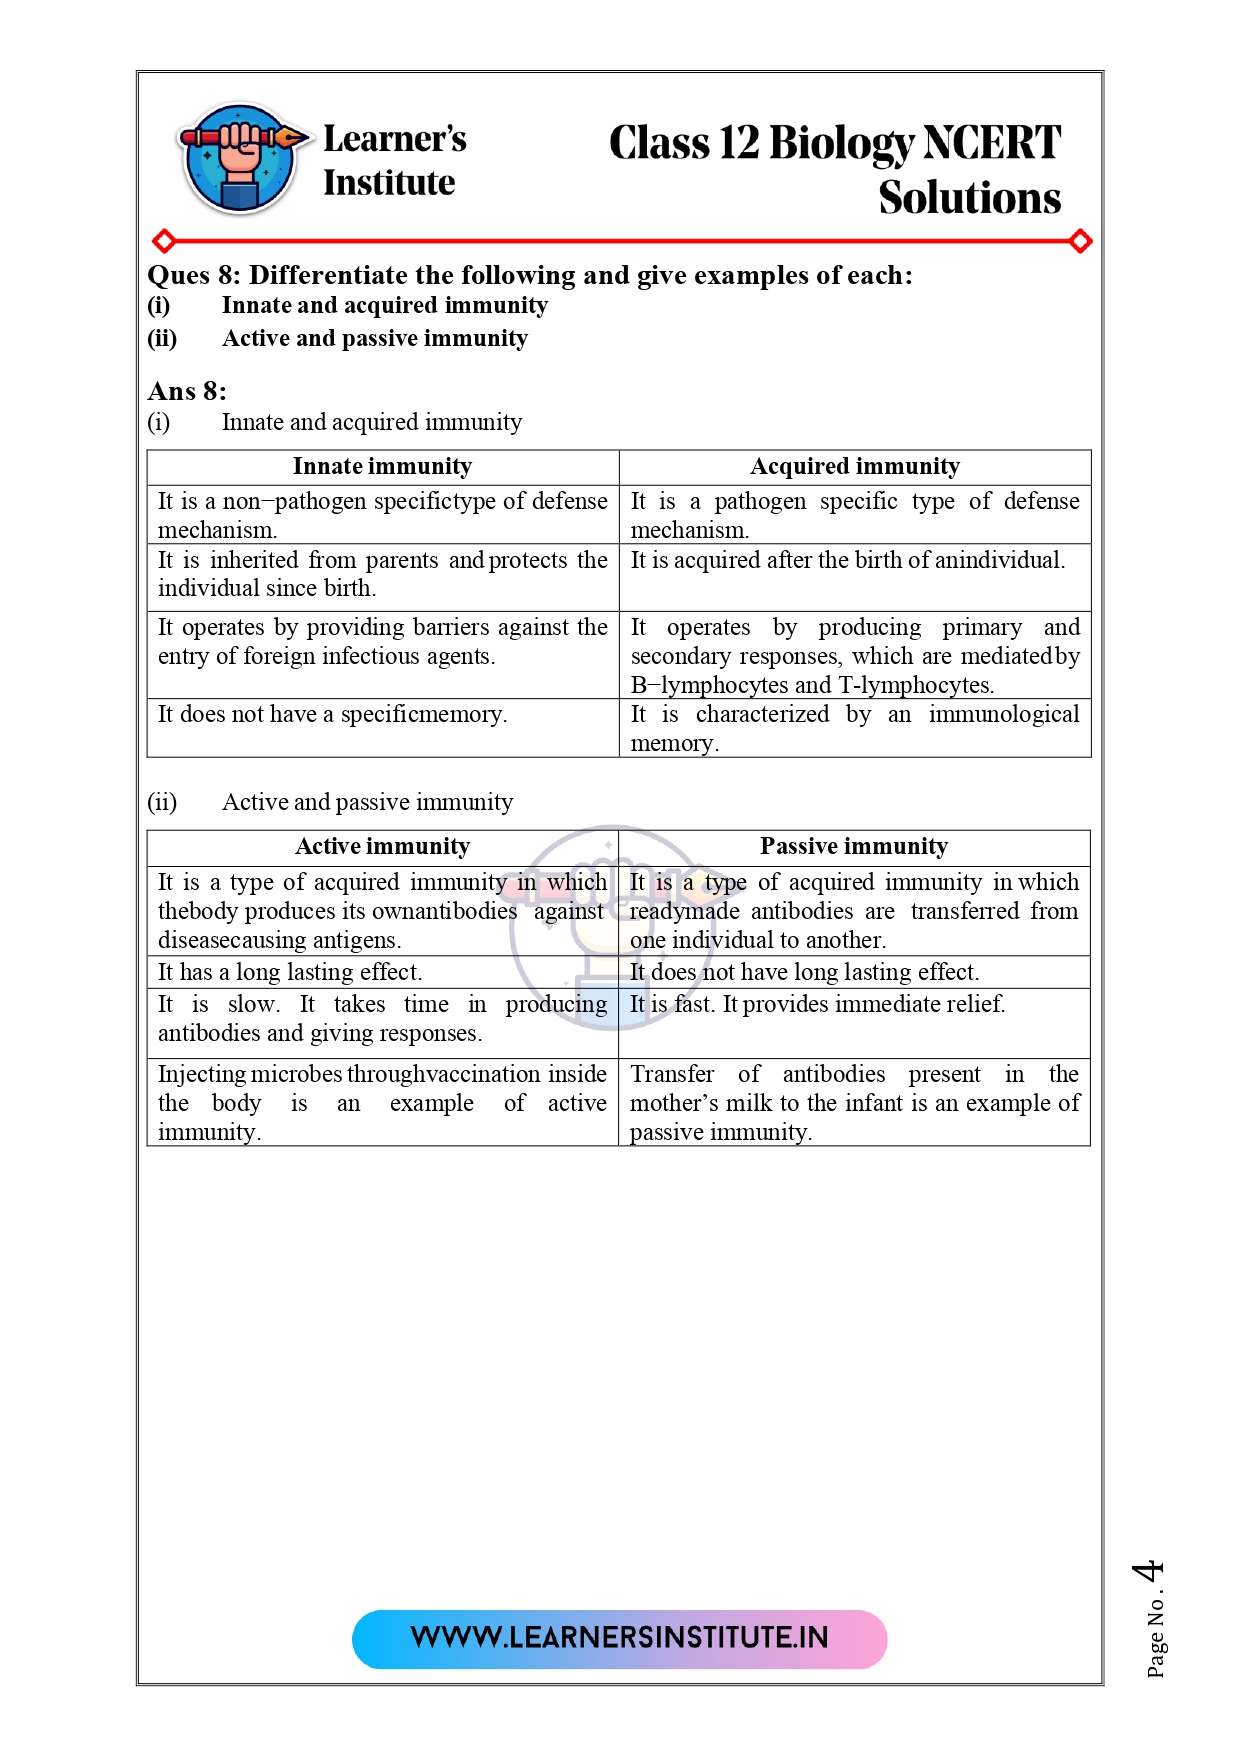 Learner's
Institute
Class 12 Biology NCERT
Solutions
Ques 8: Differentiate the following and give examples of each:
(i) Innate and acquired immunity
(ii) Active and passive immunity
Ans 8:
(i) Innate and acquired immunity
Innate immunity
Acquired immunity
It is a non−pathogen specifictype of defense
mechanism.
It is a pathogen specific type of defense
mechanism.
It is inherited from parents and protects the
individual since birth.
It is acquired after the birth of anindividual.
It operates by providing barriers against the
entry of foreign infectious agents.
It operates by producing primary and
secondary responses, which are mediated by
B−lymphocytes and T-lymphocytes.
It does not have a specificmemory.
It is characterized by an immunological
memory.
(ii) Active and passive immunity
Active immunity
Passive immunity
It is a type of acquired immunity in which
thebody produces its ownantibodies against
diseasecausing antigens.
It is a type of acquired immunity in which
readymade antibodies are transferred from
one individual to another.
It has a long lasting effect.
It does not have long lasting effect.
It is slow. It takes time in producing
antibodies and giving responses.
It is fast. It provides immediate relief.
Injecting microbes throughvaccination inside
the body is an example of active
immunity.
Transfer of antibodies present in the
mother's milk to the infant is an example of
passive immunity.
WWW.LEARNERSINSTITUTE.IN
Page No. 4